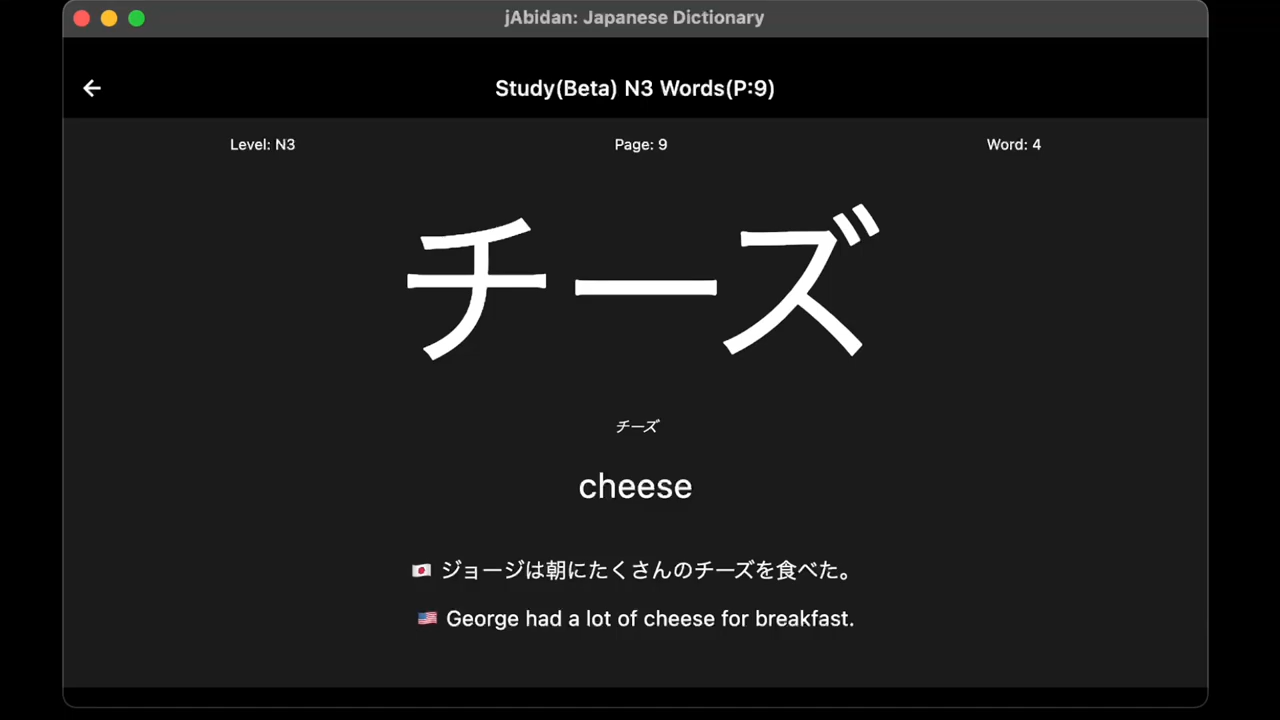 jAbidan: Japanese Dictionary
Study(Beta) N3 Words(P:9)
Level: N3 Page: 9 Word: 4
チーズ
チーズ
cheese
🇯🇵 ジョージは朝にたくさんのチーズを食べた。
🇺🇸 George had a lot of cheese for breakfast.